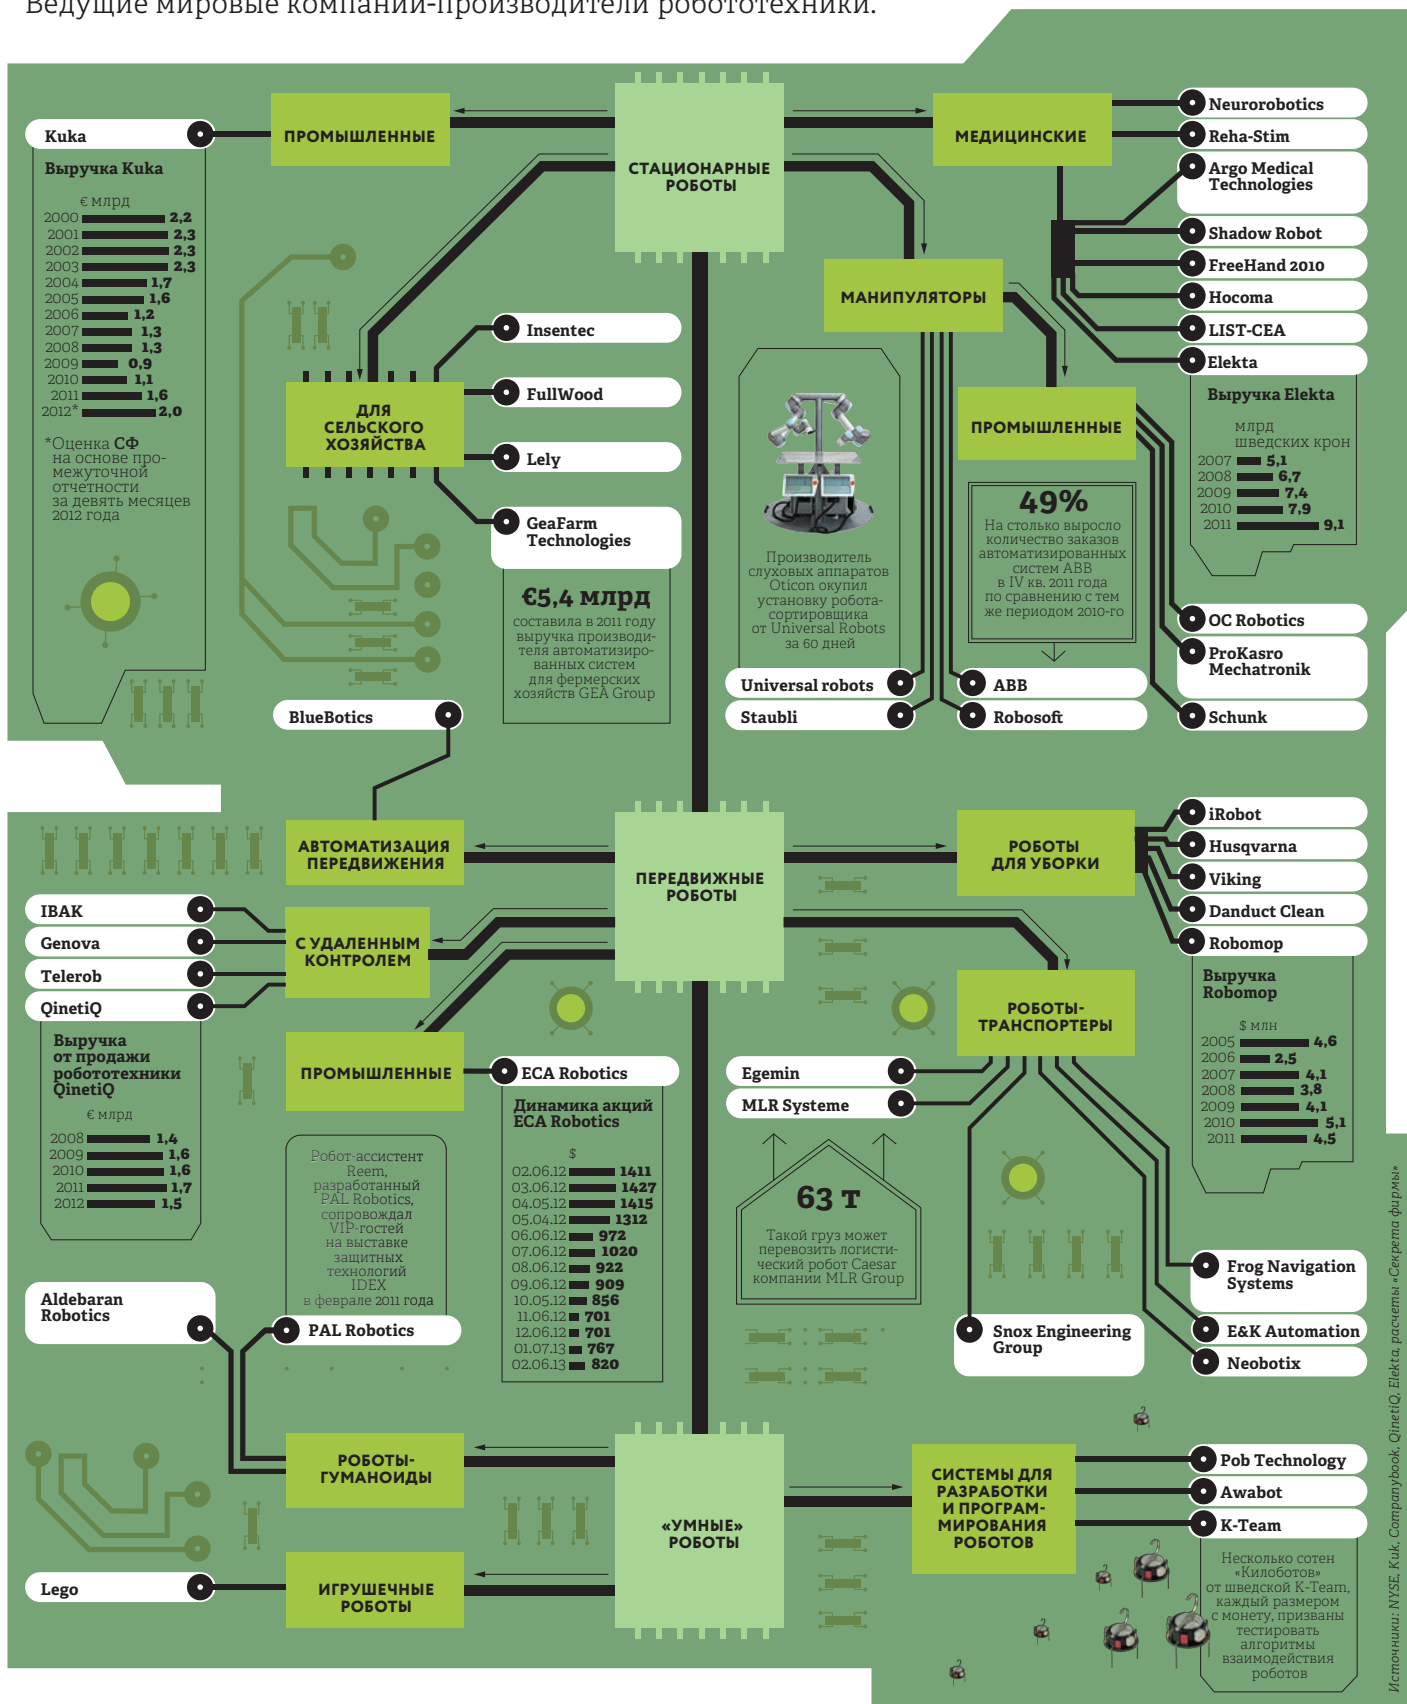 Ведущие мировые компании-производители робототехники.
СТАЦИОНАРНЫЕ
РОБОТЫ
ПРОМЫШЛЕННЫЕ
Kuka
Выручка Kuka
€ млрд
2000 2,2
2001 2,3
2002 2,3
2003 2,3
2004 1,7
2005 1,6
2006 1,2
2007 1,3
2008 1,3
2009 0,9
2010 1,1
2011 1,6
2012* 2,0
*Оценка СФ
на основе про-
межуточной
отчетности
за девять месяцев
2012 года
ДЛЯ
СЕЛЬСКОГО
ХОЗЯЙСТВА
Insentec
FullWood
Lely
GeaFarm
Technologies
€5,4 млрд
составила в 2011 году
выручка производи-
теля автоматизиро-
ванных систем
для фермерских
хозяйств GEA Group
МЕДИЦИНСКИЕ
Neurorobotics
Reha-Stim
Argo Medical
Technologies
Shadow Robot
FreeHand 2010
Hocoma
LIST-CEA
Elekta
Выручка Elekta
млрд
шведских крон
2007 5,1
2008 6,7
2009 7,4
2010 7,9
2011 9,1
МАНИПУЛЯТОРЫ
Производитель
слуховых аппаратов
Oticon окупил
установку робота-
сортировщика
от Universal Robots
за 60 дней
Universal robots
Staubli
ABB
Robosoft
ПРОМЫШЛЕННЫЕ
49%
На столько выросло
количество заказов
автоматизированных
систем ABB
в IV кв. 2011 года
по сравнению с тем
же периодом 2010-го
OC Robotics
ProKasro
Mechatronik
Schunk
ПЕРЕДВИЖНЫЕ
РОБОТЫ
BlueBotics
АВТОМАТИЗАЦИЯ
ПЕРЕДВИЖЕНИЯ
С УДАЛЕННЫМ
КОНТРОЛЕМ
IBAK
Genova
Telerob
QinetiQ
Выручка
от продажи
робототехники
QinetiQ
€ млрд
2008 1,4
2009 1,6
2010 1,6
2011 1,7
2012 1,5
ПРОМЫШЛЕННЫЕ
ECA Robotics
Динамика акций
ECA Robotics
$
02.06.12 1411
03.06.12 1427
04.05.12 1415
05.04.12 1312
06.06.12 972
07.06.12 1020
08.06.12 922
09.06.12 909
10.05.12 856
11.06.12 701
12.06.12 701
01.07.13 767
02.06.13 820
РОБОТЫ
ДЛЯ УБОРКИ
iRobot
Husqvarna
Viking
Danduct Clean
Robomop
Выручка
Robomop
$ млн
2005 4,6
2006 2,5
2007 4,1
2008 3,8
2009 4,1
2010 5,1
2011 4,5
РОБОТЫ-
ТРАНСПОРТЕРЫ
Egemin
MLR Systeme
63 т
Такой груз может
перевозить логисти-
ческий робот Caesar
компании MLR Group
Snox Engineering
Group
Frog Navigation
Systems
E&K Automation
Neobotix
«УМНЫЕ»
РОБОТЫ
Робот-ассистент
Reem,
разработанный
PAL Robotics,
сопровождал
VIP-гостей
на выставке
защитных
технологий
IDEX
в феврале 2011 года
PAL Robotics
Aldebaran
Robotics
РОБОТЫ-
ГУМАНОИДЫ
ИГРУШЕЧНЫЕ
РОБОТЫ
Lego
СИСТЕМЫ ДЛЯ
РАЗРАБОТКИ
И ПРОГРАМ-
МИРОВАНИЯ
РОБОТОВ
Pob Technology
Awabot
K-Team
Несколько сотен
«Килоботов»
от шведской K-Team,
каждый размером
с монету, призваны
тестировать
алгоритмы
взаимодействия
роботов
Источники: NYSE, Kuk, Companybook, QinetiQ, Elekta, расчеты «Секрета фирмы»